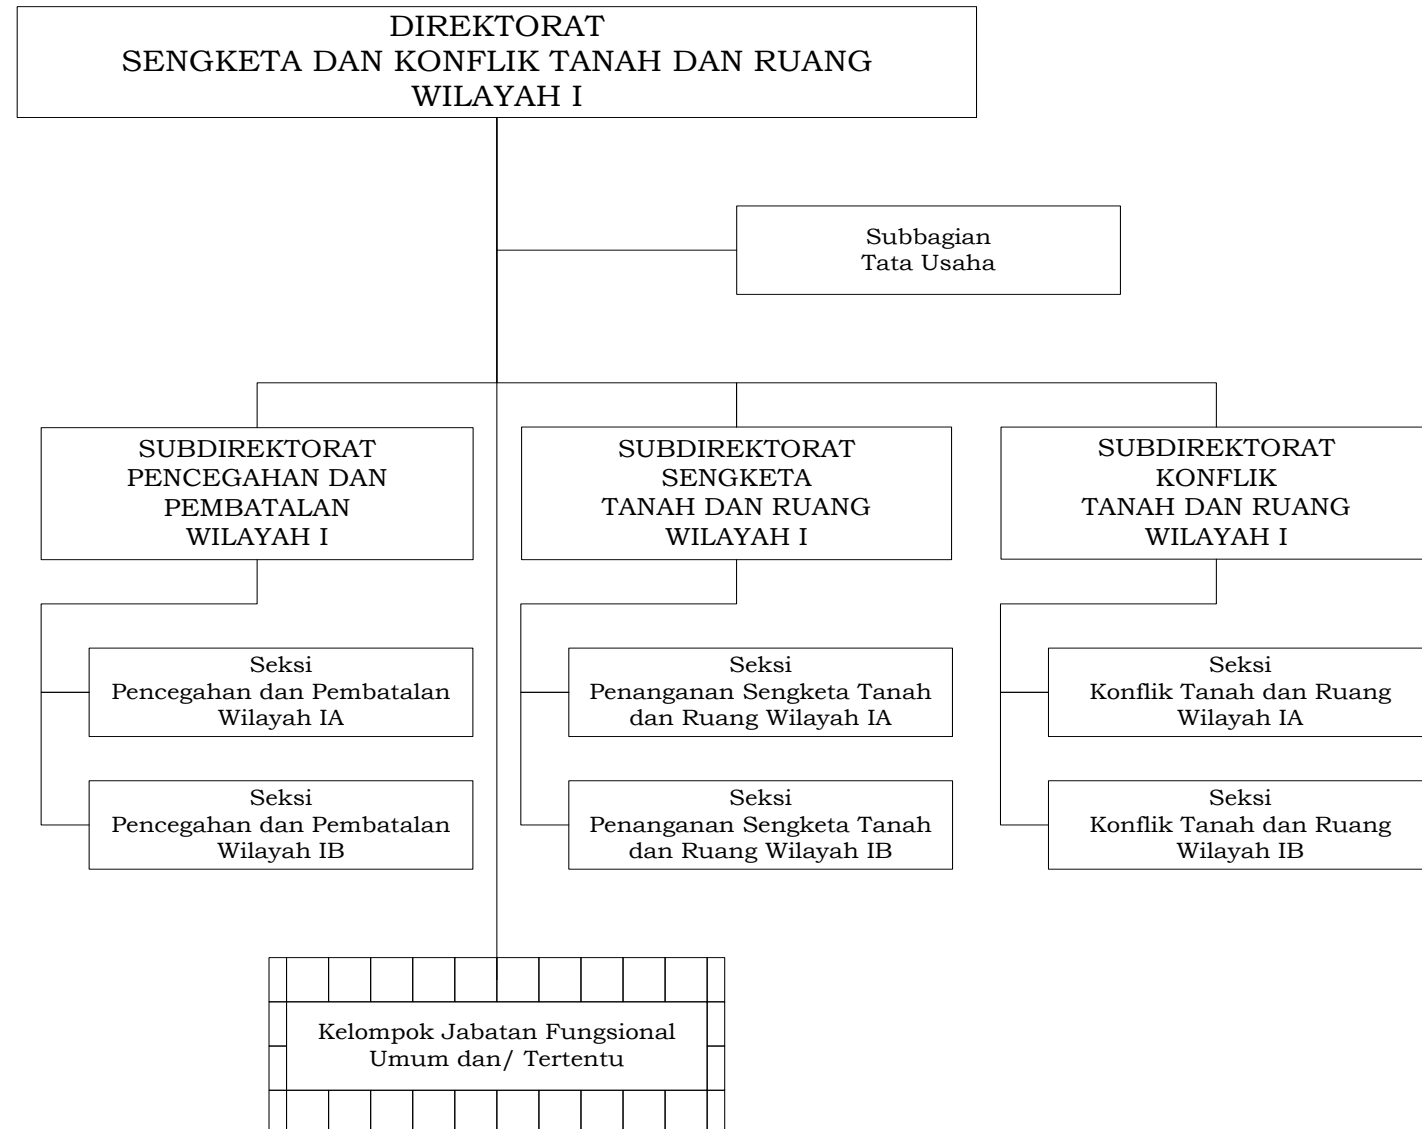 DIREKTORAT
SENGKETA DAN KONFLIK TANAH DAN RUANG
WILAYAH I
Subbagian
Tata Usaha
SUBDIREKTORAT
PENCEGAHAN DAN
PEMBATALAN
WILAYAH I
SUBDIREKTORAT
SENGKETA
TANAH DAN RUANG
WILAYAH I
SUBDIREKTORAT
KONFLIK
TANAH DAN RUANG
WILAYAH I
Seksi
Pencegahan dan Pembatalan
Wilayah IA
Seksi
Penanganan Sengketa Tanah
dan Ruang Wilayah IA
Seksi
Konflik Tanah dan Ruang
Wilayah IA
Seksi
Pencegahan dan Pembatalan
Wilayah IB
Seksi
Penanganan Sengketa Tanah
dan Ruang Wilayah IB
Seksi
Konflik Tanah dan Ruang
Wilayah IB
Kelompok Jabatan Fungsional
Umum dan/ Tertentu